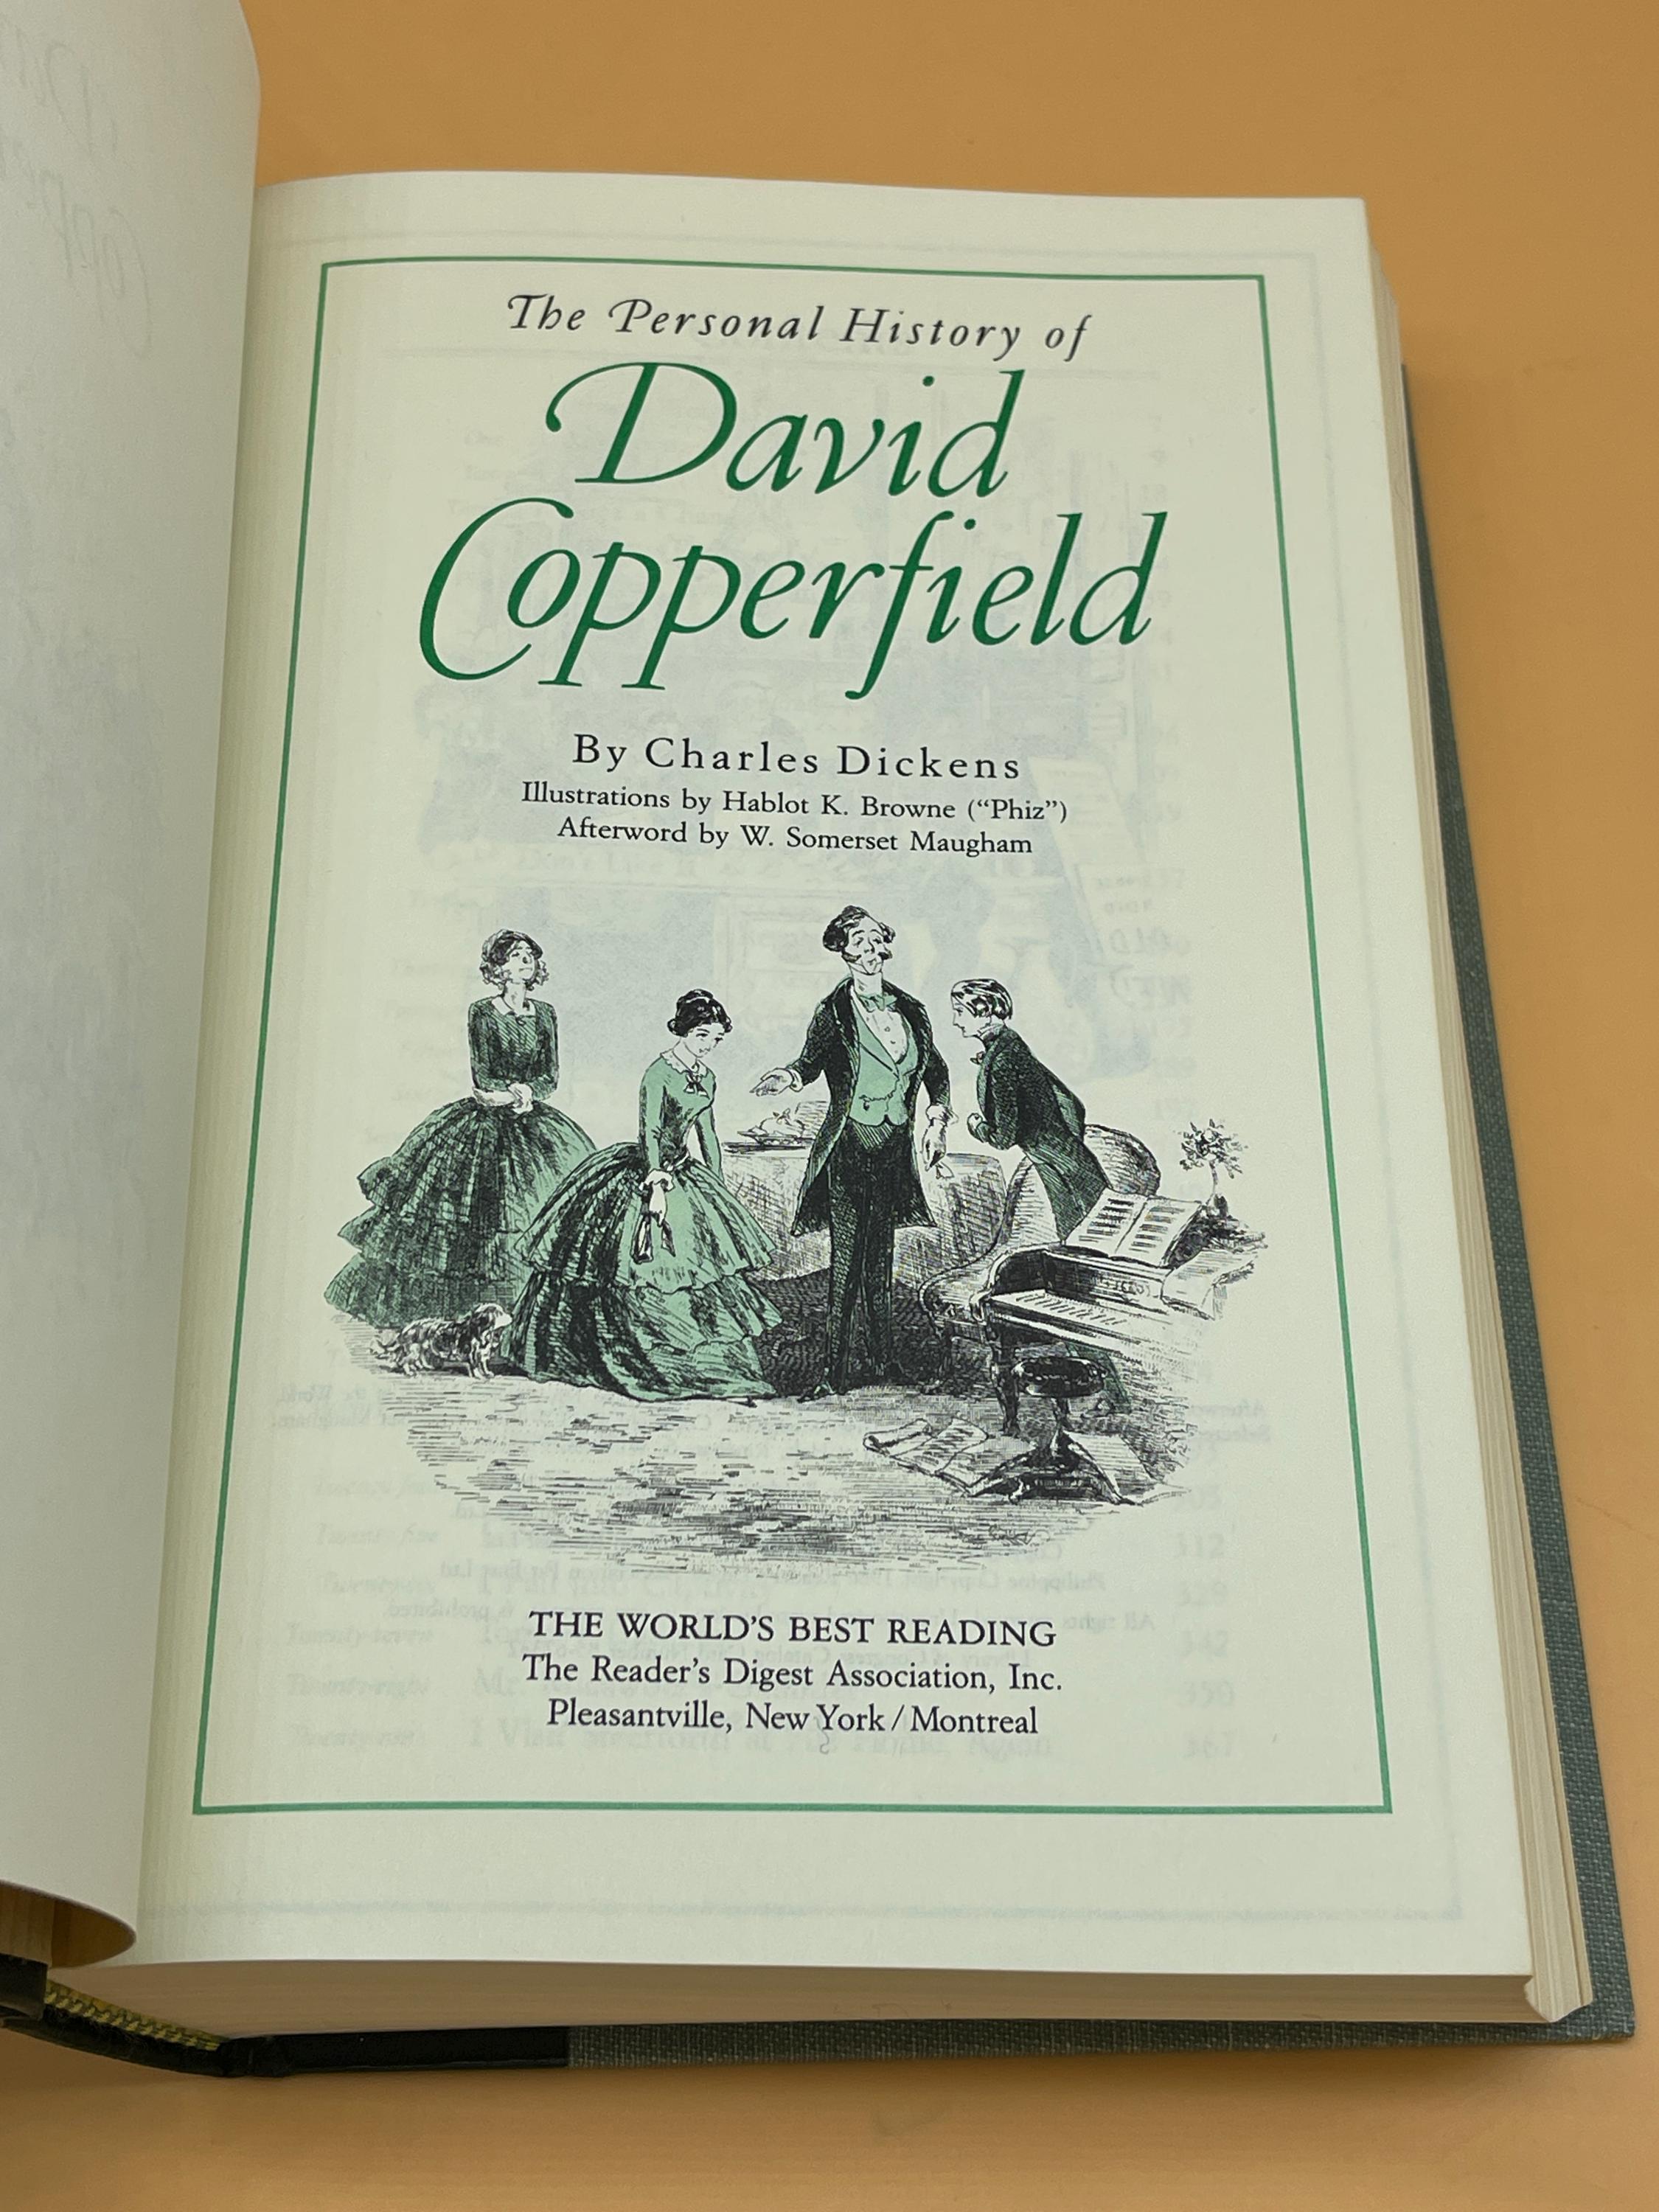 The Personal History of
David
Copperfield
By Charles Dickens
Illustrations by Hablot K. Browne (“Phiz”)
Afterword by W. Somerset Maugham
THE WORLD’S BEST READING
The Reader’s Digest Association, Inc.
Pleasantville, New York / Montreal